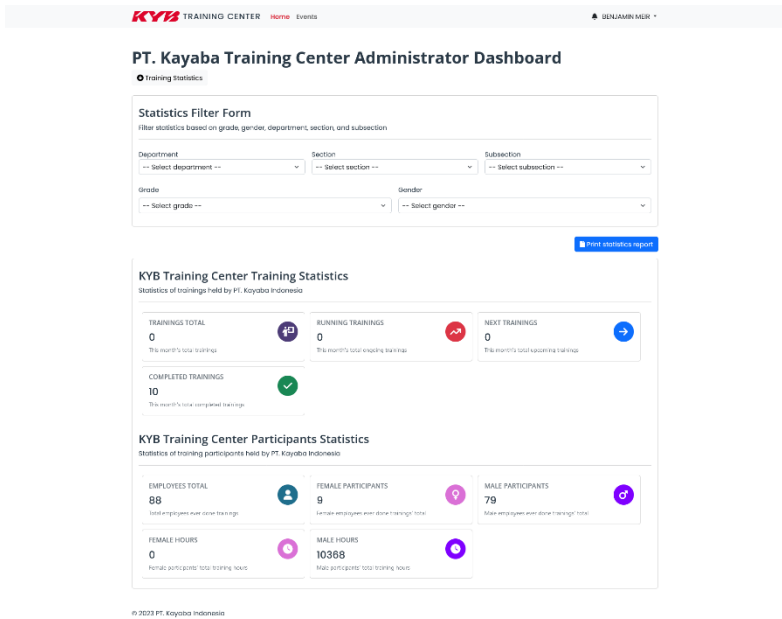 KYB TRAINING CENTER Home Events BENJAMIN MEIR
PT. Kayaba Training Center Administrator Dashboard
Training Statistics
Statistics Filter Form
Filter statistics based on grade, gender, department, section, and subsection
Department Section Subsection
-- Select department -- -- Select section -- -- Select subsection --
Grade Gender
-- Select grade -- -- Select gender --
Print statistics report
KYB Training Center Training Statistics
Statistics of trainings held by PT. Kayaba Indonesia
TRAININGS TOTAL RUNNING TRAININGS NEXT TRAININGS
0 0 0
This month's total trainings This month's total ongoing trainings This month's total upcoming trainings
COMPLETED TRAININGS
10
This month's total completed trainings
KYB Training Center Participants Statistics
Statistics of training participants held by PT. Kayaba Indonesia
EMPLOYEES TOTAL FEMALE PARTICIPANTS MALE PARTICIPANTS
88 9 79
Total employees ever done trainings Female employees ever done trainings' total Male employees ever done trainings' total
FEMALE HOURS MALE HOURS
0 10368
Female participants' total training hours Male participants' total training hours
© 2023 PT. Kayaba Indonesia